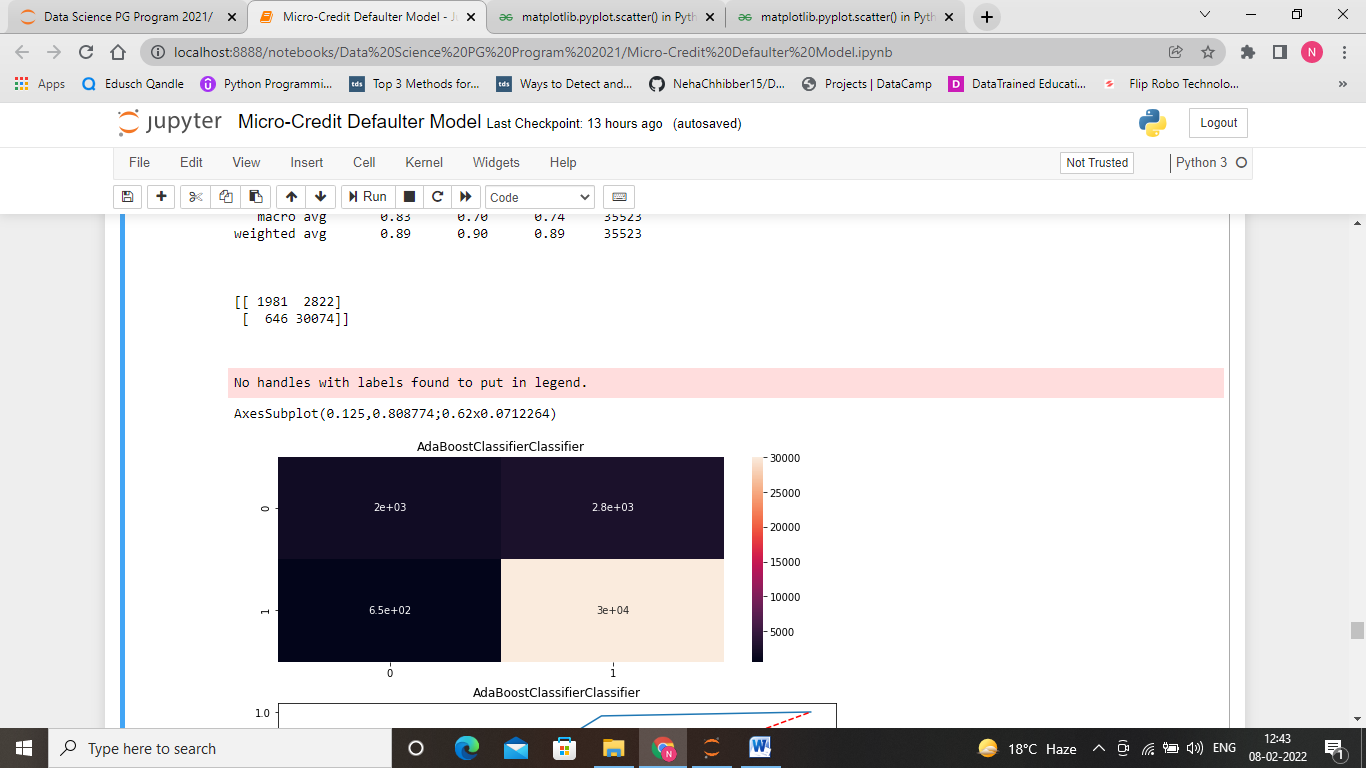 Data Science PG Program 2021/
Micro-Credit Defaulter Model - J
matplotlib.pyplot.scatter() in Pyth
matplotlib.pyplot.scatter() in Pyth
localhost:8888/notebooks/Data%20Science%20PG%20Program%202021/Micro-Credit%20Defaulter%20Model.ipynb
N
Apps
Edusch Qandle
Python Programmi...
tds Top 3 Methods for...
tds Ways to Detect and...
NehaChhibber15/D...
Projects | DataCamp
D DataTrained Educati...
Flip Robo Technolo...
»
jupyter Micro-Credit Defaulter Model Last Checkpoint: 13 hours ago (autosaved)
Logout
File Edit View Insert Cell Kernel Widgets Help
Not Trusted
Python 3
Run
Code
macro avg 0.83 0.70 0.74 35523
weighted avg 0.89 0.90 0.89 35523
[[ 1981 2822]
[ 646 30074]]
No handles with labels found to put in legend.
AxesSubplot(0.125,0.808774;0.62x0.0712264)
AdaBoostClassifierClassifier
30000
25000
20000
15000
10000
5000
0
2e+03 2.8e+03
1
6.5e+02 3e+04
0 1
AdaBoostClassifierClassifier
1.0
Type here to search
N
W
18°C Haze
ENG
12:43
08-02-2022
1